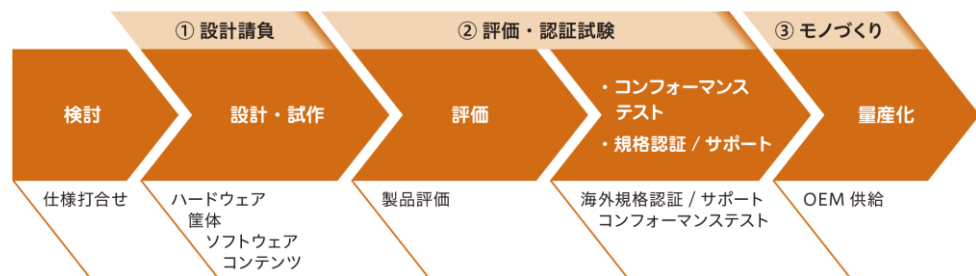 ① 設計請負
② 評価・認証試験
③ モノづくり
検討
設計・試作
評価
・コンフォーマンス
テスト
・規格認証 / サポート
量産化
仕様打合せ
ハードウェア
筐体
ソフトウェア
コンテンツ
製品評価
海外規格認証 / サポート
コンフォーマンステスト
OEM 供給